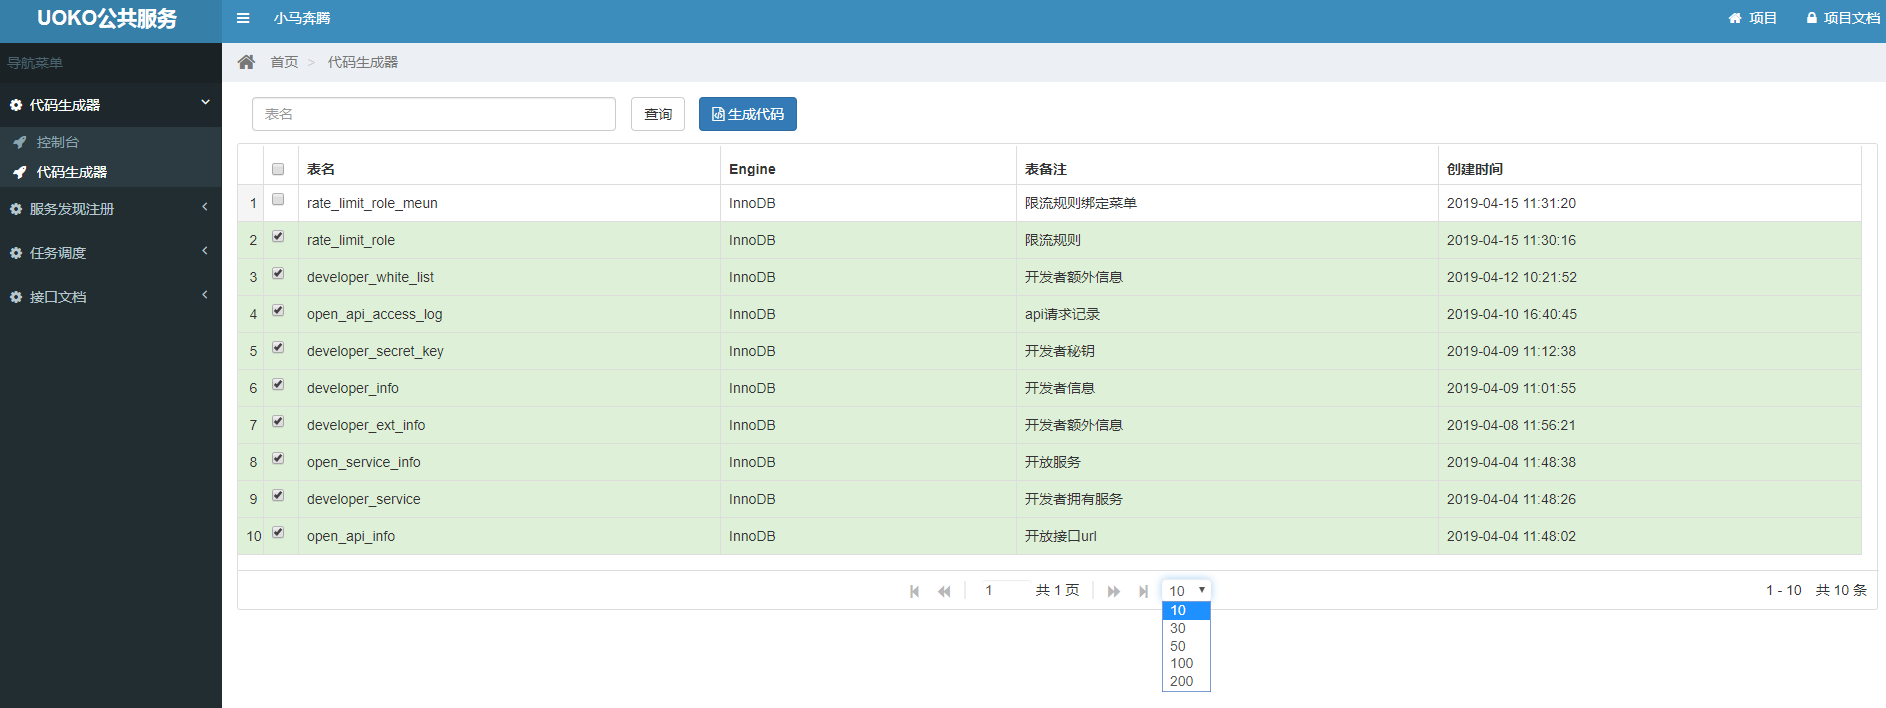 UOKO公共服务 小马奔腾 项目 项目文档
导航菜单
首页 > 代码生成器
代码生成器
控制台
代码生成器
服务发现注册
任务调度
接口文档
表名 查询 生成代码
表名 Engine 表备注 创建时间
1 rate_limit_role_meun InnoDB 限流规则绑定菜单 2019-04-15 11:31:20
2 rate_limit_role InnoDB 限流规则 2019-04-15 11:30:16
3 developer_white_list InnoDB 开发者额外信息 2019-04-12 10:21:52
4 open_api_access_log InnoDB api请求记录 2019-04-10 16:40:45
5 developer_secret_key InnoDB 开发者秘钥 2019-04-09 11:12:38
6 developer_info InnoDB 开发者信息 2019-04-09 11:01:55
7 developer_ext_info InnoDB 开发者额外信息 2019-04-08 11:56:21
8 open_service_info InnoDB 开放服务 2019-04-04 11:48:38
9 developer_service InnoDB 开发者拥有服务 2019-04-04 11:48:26
10 open_api_info InnoDB 开放接口url 2019-04-04 11:48:02
1 共 1 页 10 1 - 10 共 10 条
10
30
50
100
200